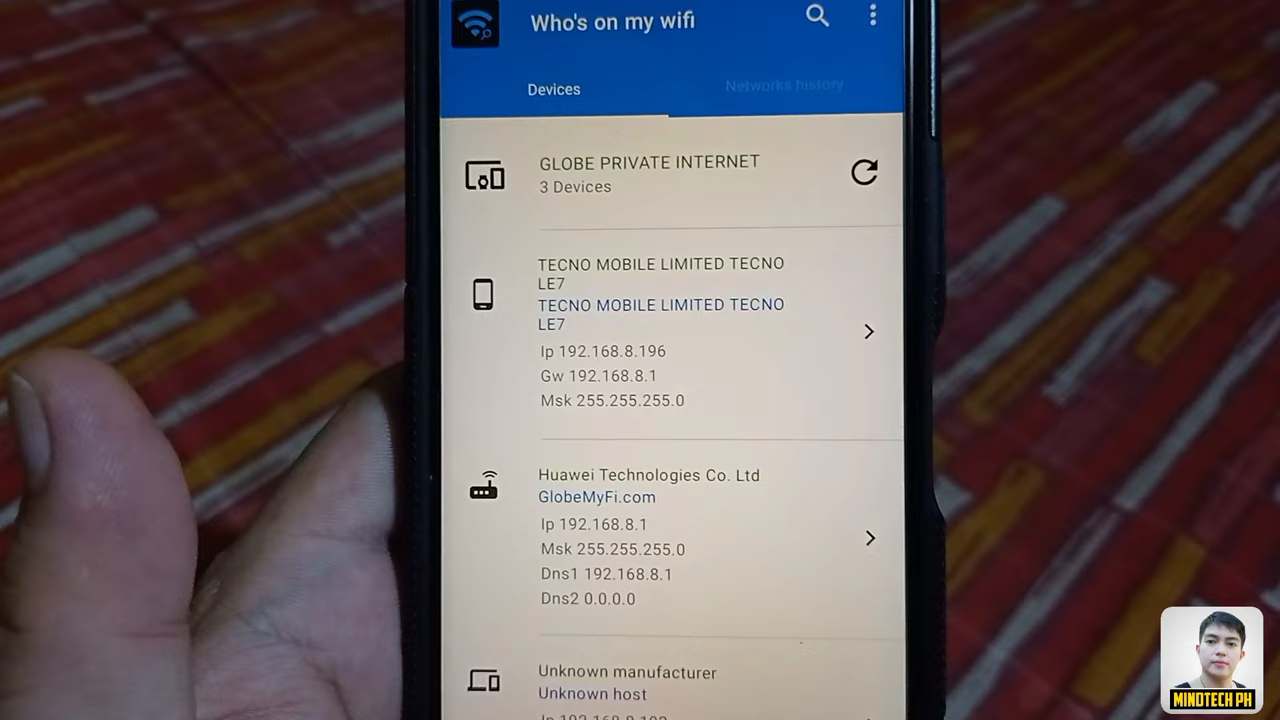 Who's on my wifi
Devices
Networks history
GLOBE PRIVATE INTERNET
3 Devices
TECNO MOBILE LIMITED TECNO
LE7
TECNO MOBILE LIMITED TECNO
LE7
Ip 192.168.8.196
Gw 192.168.8.1
Msk 255.255.255.0
Huawei Technologies Co. Ltd
GlobeMyFi.com
Ip 192.168.8.1
Msk 255.255.255.0
Dns1 192.168.8.1
Dns2 0.0.0.0
Unknown manufacturer
Unknown host
MINDTECH PH